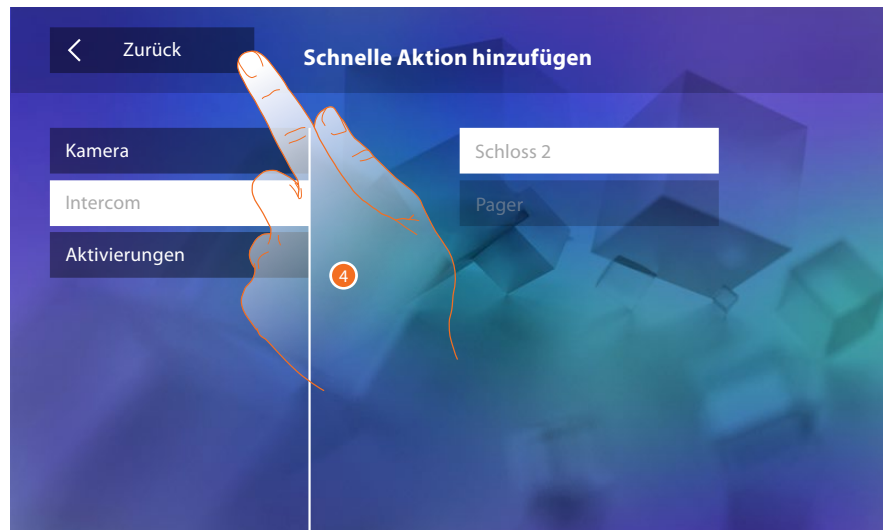 Zurück
Schnelle Aktion hinzufügen
Kamera
Schloss 2
Intercom
Pager
Aktivierungen
4